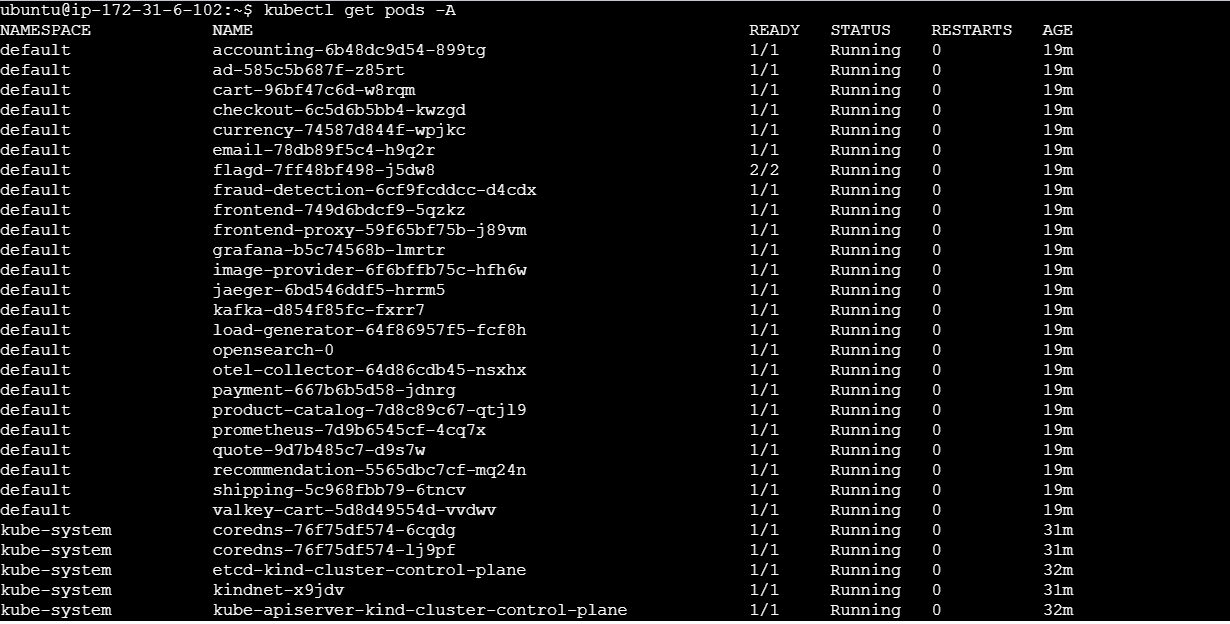 ubuntu@ip-172-31-6-102:~$ kubectl get pods -A
NAMESPACE NAME READY STATUS RESTARTS AGE
default accounting-6b48dc9d54-899tg 1/1 Running 0 19m
default ad-585c5b687f-z85rt 1/1 Running 0 19m
default cart-96bf47c6d-w8rqm 1/1 Running 0 19m
default checkout-6c5d6b5bb4-kwzgd 1/1 Running 0 19m
default currency-74587d844f-wpjkc 1/1 Running 0 19m
default email-78db89f5c4-h9q2r 1/1 Running 0 19m
default flagd-7ff48bf498-j5dw8 2/2 Running 0 19m
default fraud-detection-6cf9fcddcc-d4cdx 1/1 Running 0 19m
default frontend-749d6bdcf9-5qzkz 1/1 Running 0 19m
default frontend-proxy-59f65bf75b-j89vm 1/1 Running 0 19m
default grafana-b5c74568b-lmrtr 1/1 Running 0 19m
default image-provider-6f6bffb75c-hfh6w 1/1 Running 0 19m
default jaeger-6bd546ddf5-hrrm5 1/1 Running 0 19m
default kafka-d854f85fc-fxrr7 1/1 Running 0 19m
default load-generator-64f86957f5-fcf8h 1/1 Running 0 19m
default opensearch-0 1/1 Running 0 19m
default otel-collector-64d86cdb45-nsxhx 1/1 Running 0 19m
default payment-667b6b5d58-jdnrg 1/1 Running 0 19m
default product-catalog-7d8c89c67-qtjl9 1/1 Running 0 19m
default prometheus-7d9b6545cf-4cq7x 1/1 Running 0 19m
default quote-9d7b485c7-d9s7w 1/1 Running 0 19m
default recommendation-5565dbc7cf-mq24n 1/1 Running 0 19m
default shipping-5c968fbb79-6tncv 1/1 Running 0 19m
default valkey-cart-5d8d49554d-vvdwv 1/1 Running 0 19m
kube-system coredns-76f75df574-6cqdg 1/1 Running 0 31m
kube-system coredns-76f75df574-lj9pf 1/1 Running 0 31m
kube-system etcd-kind-cluster-control-plane 1/1 Running 0 32m
kube-system kindnet-x9jdv 1/1 Running 0 31m
kube-system kube-apiserver-kind-cluster-control-plane 1/1 Running 0 32m